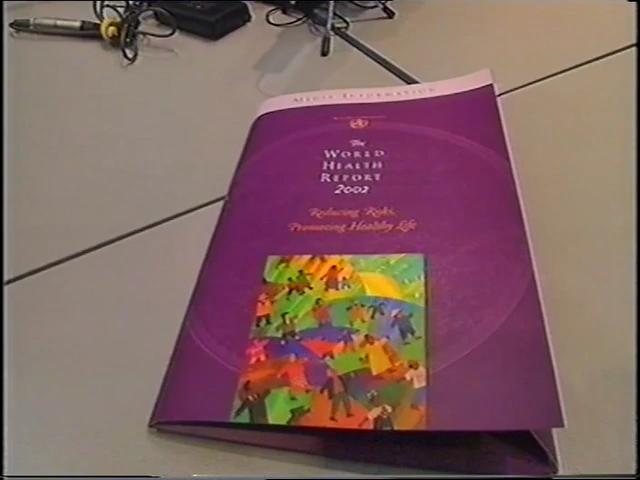 MEDIA INFORMATION
The
WORLD
HEALTH
REPORT
2002
Reducing Risks,
Promoting Healthy Life